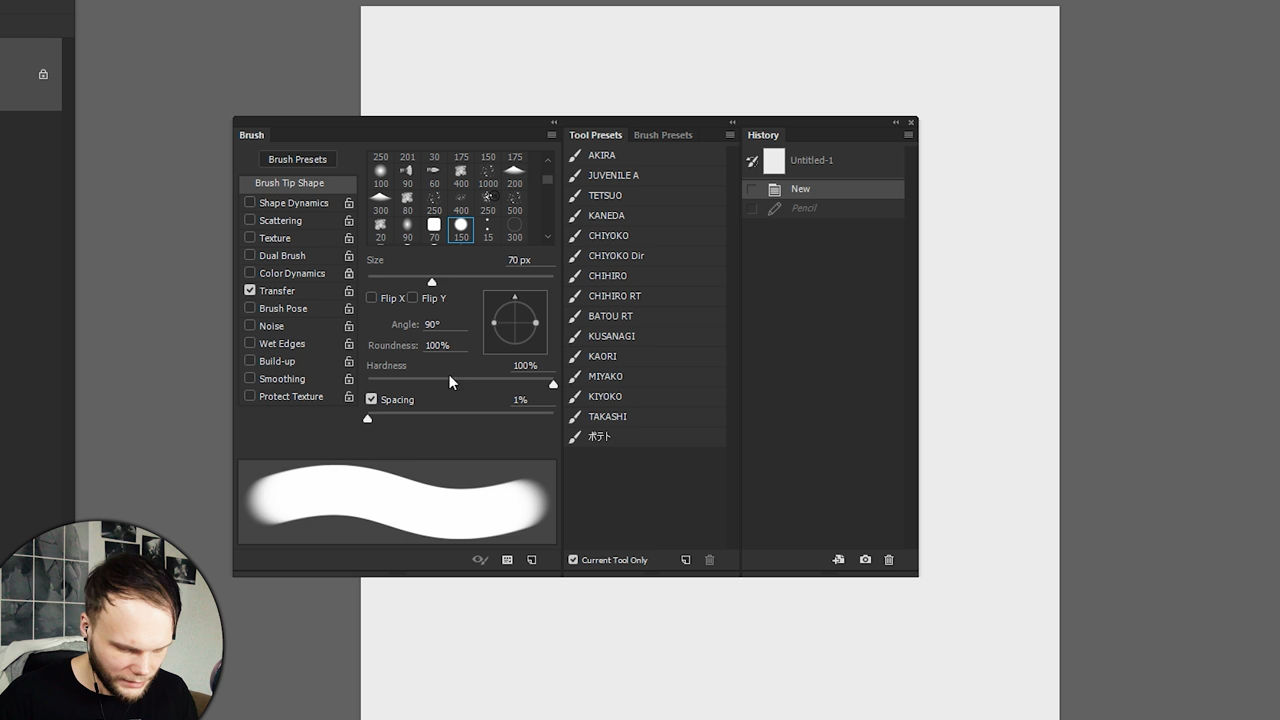 Brush
Brush Presets
Brush Tip Shape
Shape Dynamics
Scattering
Texture
Dual Brush
Color Dynamics
Transfer
Brush Pose
Noise
Wet Edges
Build-up
Smoothing
Protect Texture
250 201 30 175 150 175
100 90 60 400 1000 200
300 80 250 400 250 500
20 90 70 150 15 300
Size 70 px
Flip X Flip Y
Angle: 90°
Roundness: 100%
Hardness 100%
Spacing 1%
Tool Presets Brush Presets
AKIRA
JUVENILE A
TETSUO
KANEDA
CHIYOKO
CHIYOKO Dir
CHIHIRO
CHIHIRO RT
BATOU RT
KUSANAGI
KAORI
MIYAKO
KIYOKO
TAKASHI
ポテト
Current Tool Only
History
Untitled-1
New
Pencil